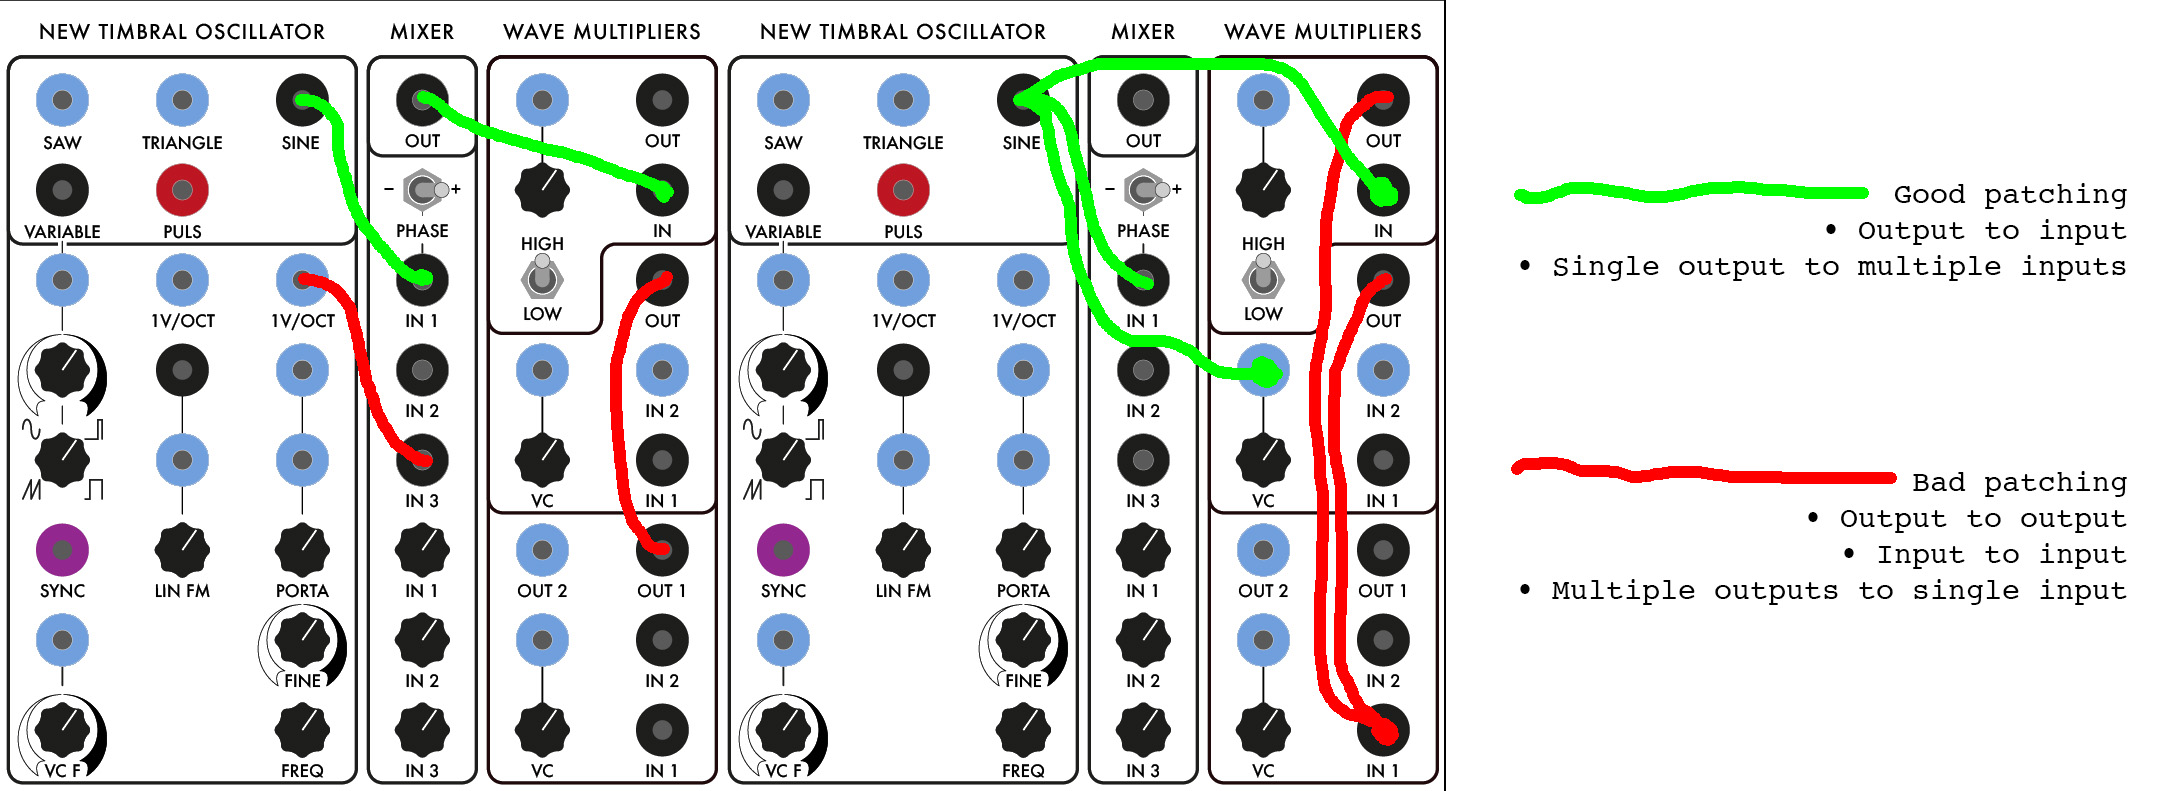 NEW TIMBRAL OSCILLATOR
MIXER
WAVE MULTIPLIERS
NEW TIMBRAL OSCILLATOR
MIXER
WAVE MULTIPLIERS
SAW TRIANGLE SINE
OUT
OUT
SAW TRIANGLE SINE
OUT
OUT
VARIABLE PULS
− +
PHASE
IN
VARIABLE PULS
− +
PHASE
IN
HIGH
LOW
HIGH
LOW
1V/OCT 1V/OCT
IN 1
OUT
1V/OCT 1V/OCT
IN 1
OUT
IN 2
IN 2
IN 2
IN 2
IN 3
VC
IN 1
IN 3
VC
IN 1
SYNC LIN FM PORTA
IN 1
OUT 2 OUT 1
SYNC LIN FM PORTA
IN 1
OUT 2 OUT 1
FINE
IN 2
IN 2
FINE
IN 2
IN 2
VC F FREQ
IN 3
VC IN 1
VC F FREQ
IN 3
VC IN 1
Good patching
• Output to input
• Single output to multiple inputs
Bad patching
• Output to output
• Input to input
• Multiple outputs to single input